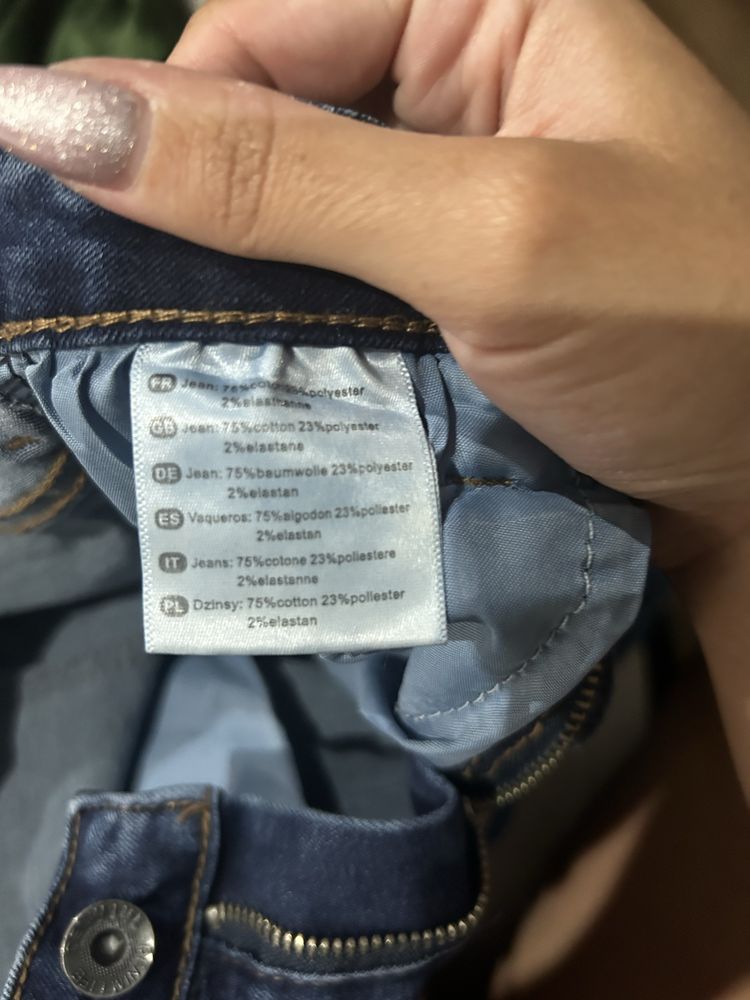 FR Jean: 75%coton 23%polyester
2%elasthanne
GB Jean: 75%cotton 23%polyester
2%elastane
DE Jean: 75%baumwolle 23%polyester
2%elastan
ES Vaqueros: 75%algodon 23%poliester
2%elastan
IT Jeans: 75%cotone 23%poliestere
2%elastanne
PL Dzinsy: 75%cotton 23%poliester
2%elastan